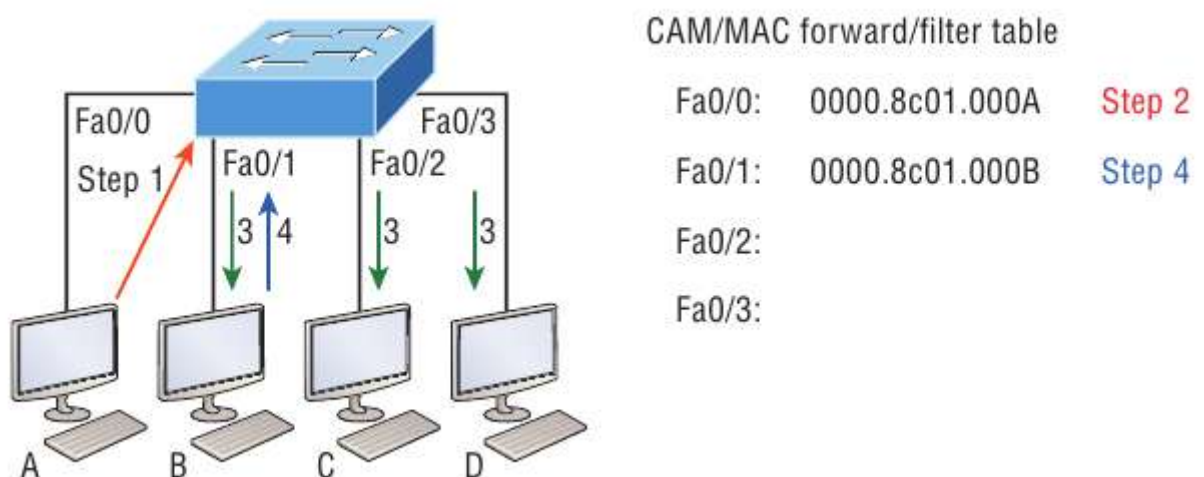 CAM/MAC forward/filter table
Fa0/0: 0000.8c01.000A Step 2
Fa0/1: 0000.8c01.000B Step 4
Fa0/2:
Fa0/3:
Fa0/0
Fa0/3
Step 1
Fa0/1
Fa0/2
3
4
3
3
A
B
C
D